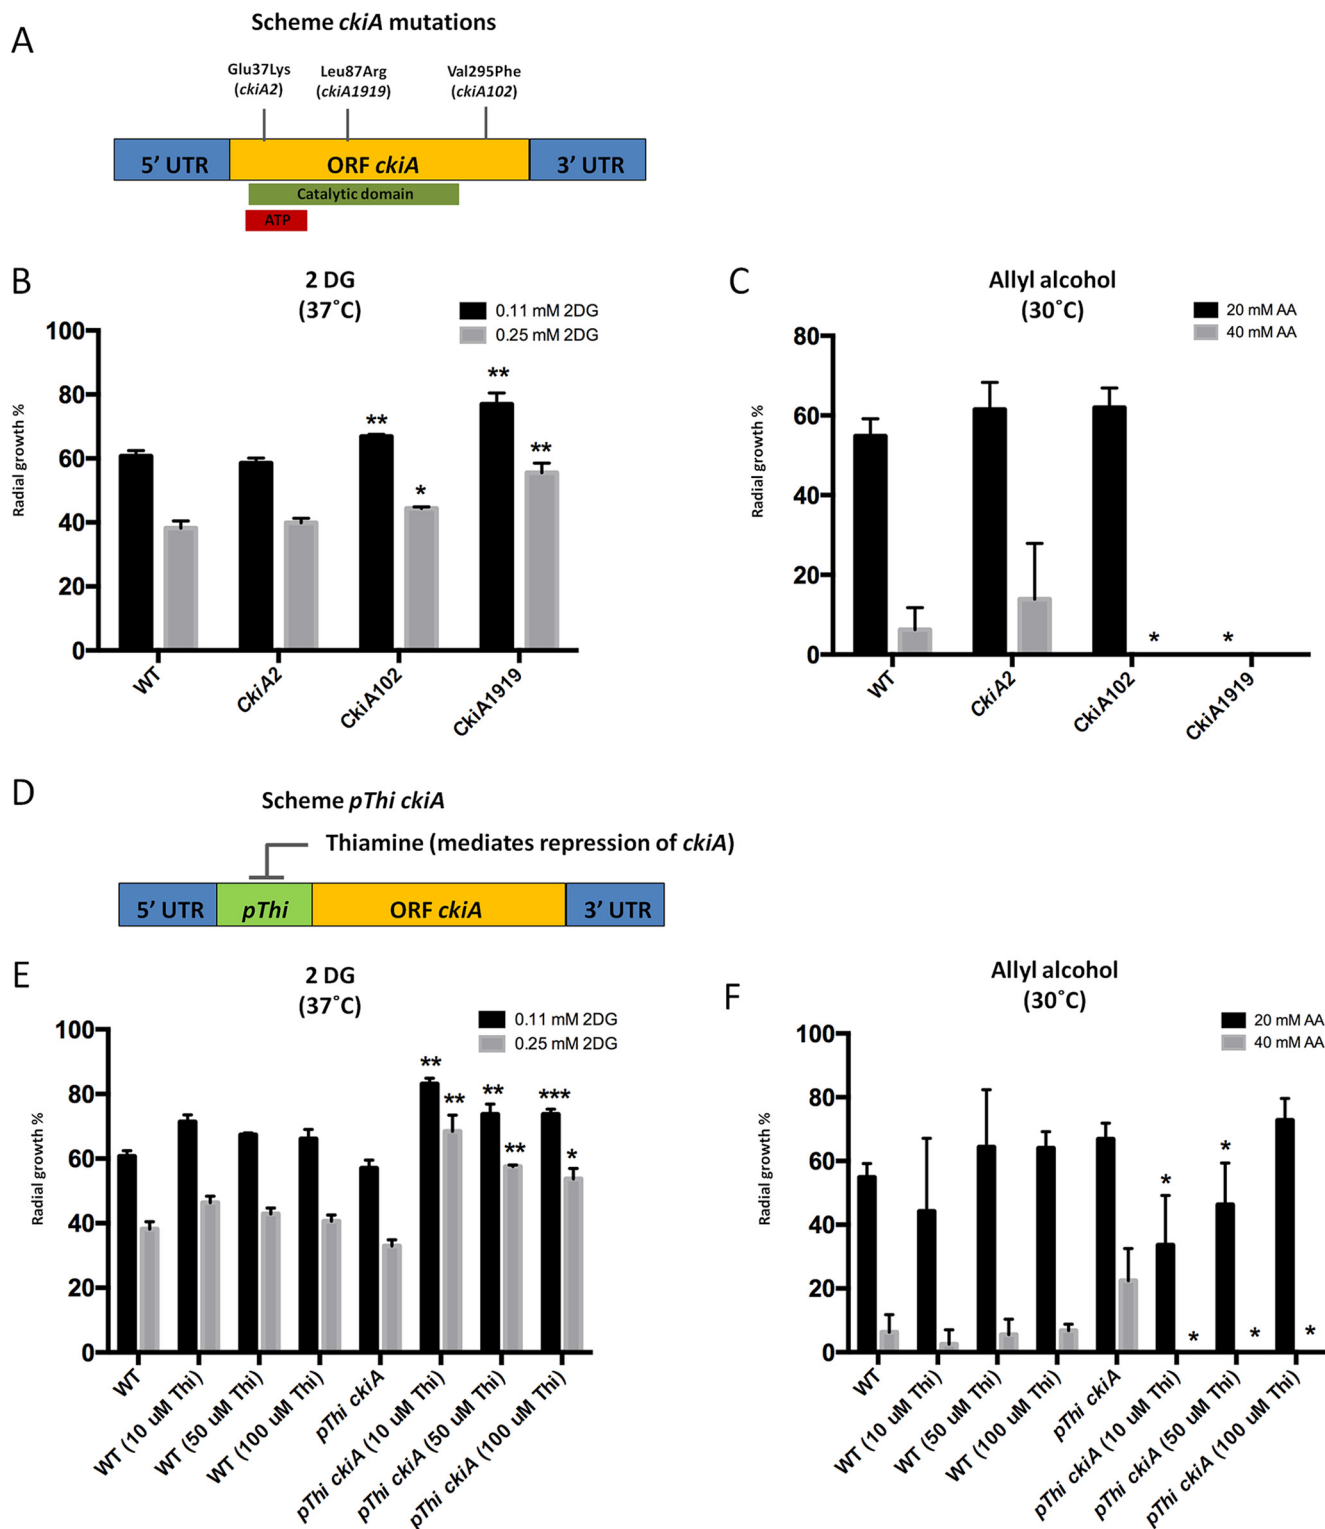 A
Scheme ckiA mutations
Glu37Lys
(ckiA2)
Leu87Arg
(ckiA1919)
Val295Phe
(ckiA102)
5’ UTR
ORF ckiA
3’ UTR
Catalytic domain
ATP
B
2 DG
(37˚C)
0.11 mM 2DG
0.25 mM 2DG
Radial growth %
100
80
60
40
20
0
**
*
**
**
WT
CkiA2
CkiA102
CkiA1919
C
Allyl alcohol
(30˚C)
20 mM AA
40 mM AA
Radial growth %
80
60
40
20
0
*
*
WT
CkiA2
CkiA102
CkiA1919
D
Scheme pThi ckiA
Thiamine (mediates repression of ckiA)
5’ UTR
pThi
ORF ckiA
3’ UTR
E
2 DG
(37˚C)
0.11 mM 2DG
0.25 mM 2DG
Radial growth %
100
80
60
40
20
0
**
**
**
**
***
*
WT
WT (10 uM Thi)
WT (50 uM Thi)
WT (100 uM Thi)
pThi ckiA
pThi ckiA (10 uM Thi)
pThi ckiA (50 uM Thi)
pThi ckiA (100 uM Thi)
F
Allyl alcohol
(30˚C)
20 mM AA
40 mM AA
Radial growth %
100
80
60
40
20
0
*
*
*
*
*
WT
WT (10 uM Thi)
WT (50 uM Thi)
WT (100 uM Thi)
pThi ckiA
pThi ckiA (10 uM Thi)
pThi ckiA (50 uM Thi)
pThi ckiA (100 uM Thi)